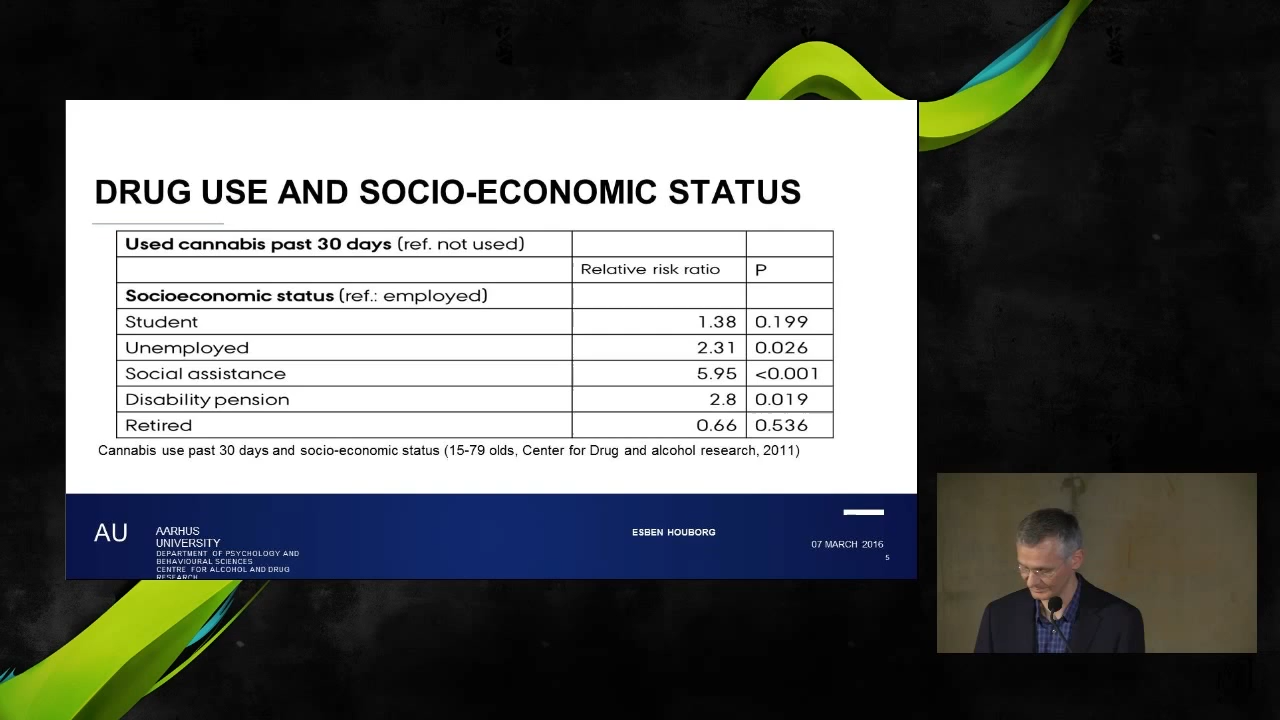 DRUG USE AND SOCIO-ECONOMIC STATUS
Used cannabis past 30 days (ref. not used)
Relative risk ratio P
Socioeconomic status (ref.: employed)
Student 1.38 0.199
Unemployed 2.31 0.026
Social assistance 5.95 <0.001
Disability pension 2.8 0.019
Retired 0.66 0.536
Cannabis use past 30 days and socio-economic status (15-79 olds, Center for Drug and alcohol research, 2011)
AU
AARHUS
UNIVERSITY
DEPARTMENT OF PSYCHOLOGY AND
BEHAVIOURAL SCIENCES
CENTRE FOR ALCOHOL AND DRUG
RESEARCH
ESBEN HOUBORG
07 MARCH 2016
5